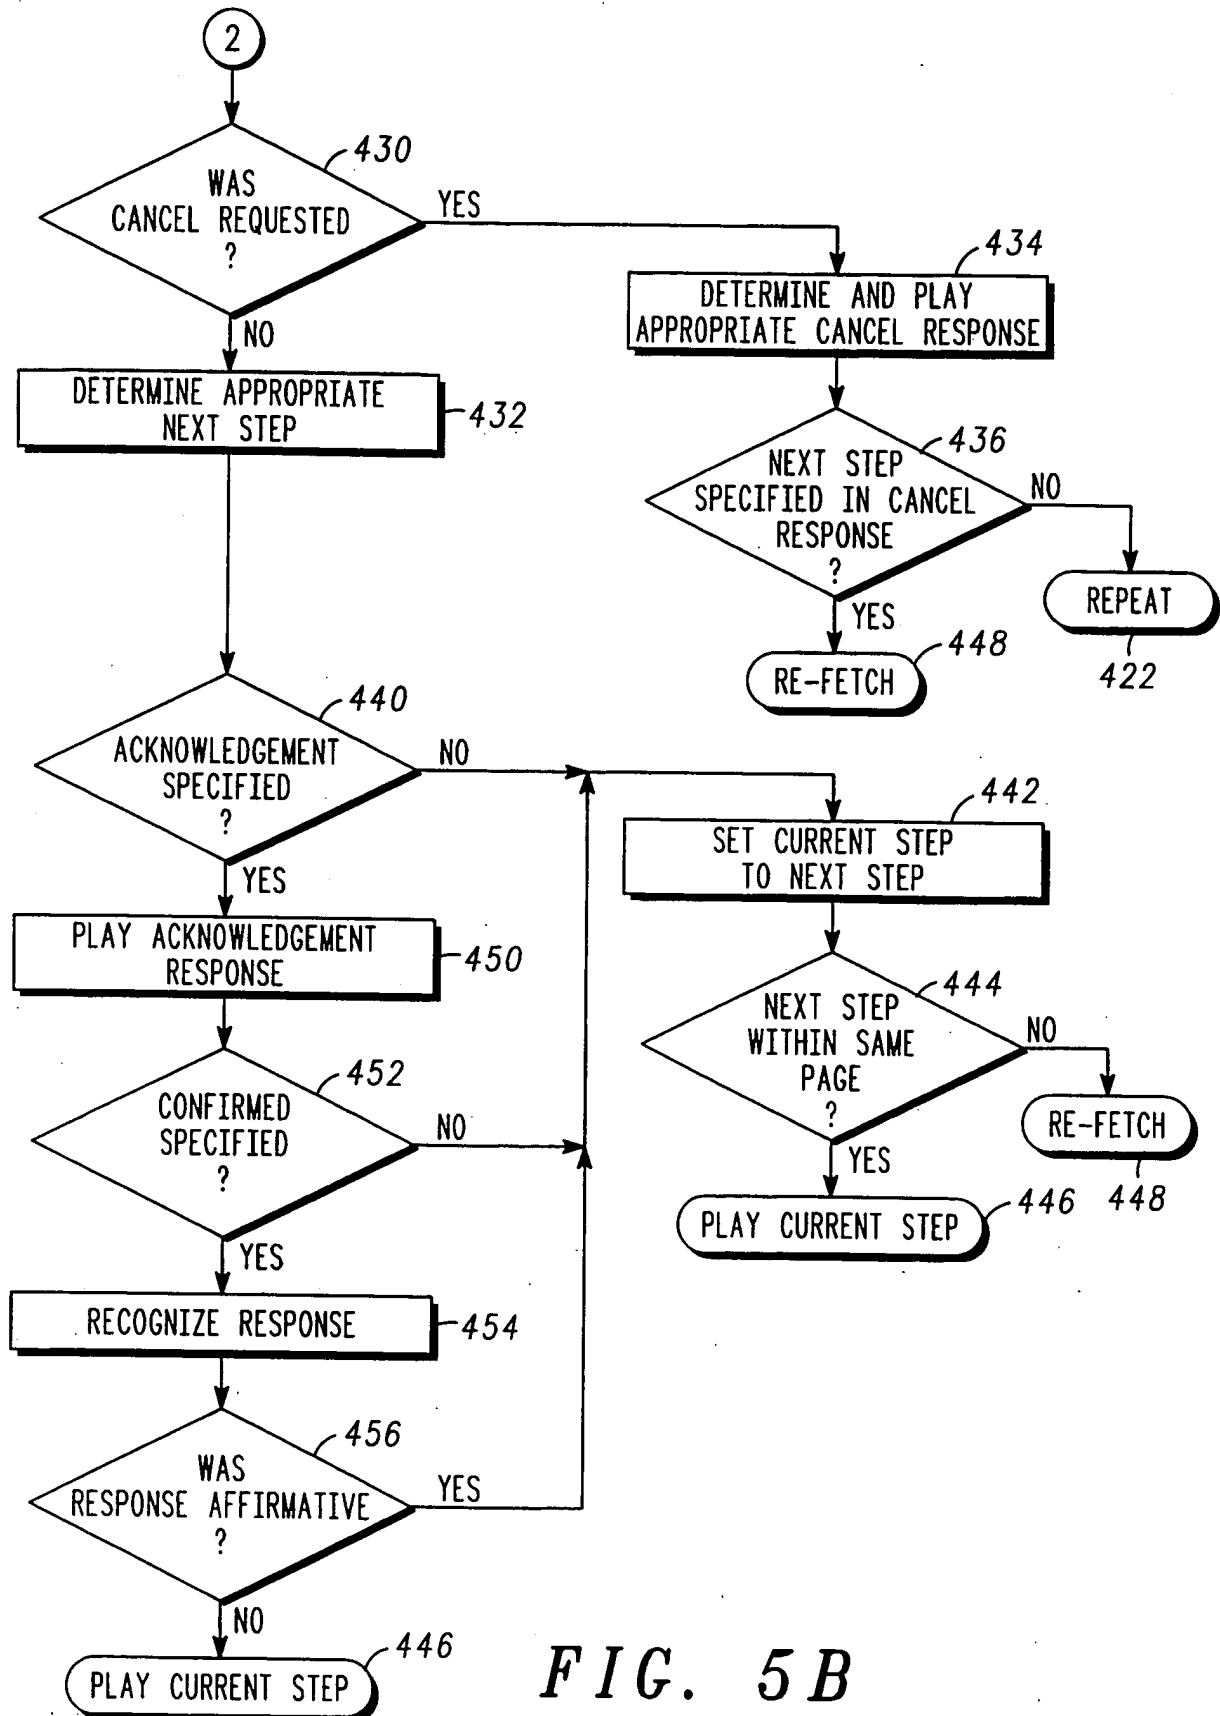 2
430
WAS
CANCEL REQUESTED
?
YES
NO
434
DETERMINE AND PLAY
APPROPRIATE CANCEL RESPONSE
DETERMINE APPROPRIATE
NEXT STEP
432
436
NEXT STEP
SPECIFIED IN CANCEL
RESPONSE
?
NO
YES
REPEAT
422
448
RE-FETCH
440
ACKNOWLEDGEMENT
SPECIFIED
?
NO
YES
442
SET CURRENT STEP
TO NEXT STEP
PLAY ACKNOWLEDGEMENT
RESPONSE
450
444
NEXT STEP
WITHIN SAME
PAGE
?
NO
YES
RE-FETCH
448
446
PLAY CURRENT STEP
452
CONFIRMED
SPECIFIED
?
NO
YES
RECOGNIZE RESPONSE
454
456
WAS
RESPONSE AFFIRMATIVE
?
YES
NO
446
PLAY CURRENT STEP
FIG. 5B